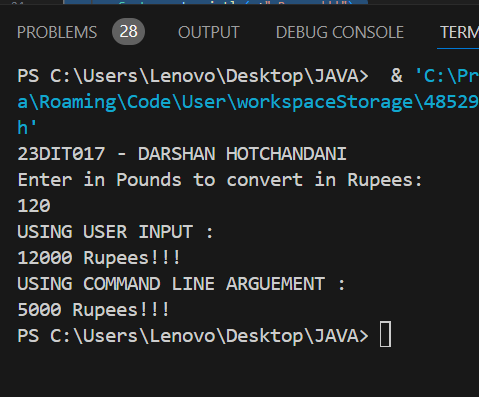 PROBLEMS 28 OUTPUT DEBUG CONSOLE TERM
PS C:\Users\Lenovo\Desktop\JAVA> & 'C:\Pr
a\Roaming\Code\User\workspaceStorage\48529
h'
23DIT017 - DARSHAN HOTCHANDANI
Enter in Pounds to convert in Rupees:
120
USING USER INPUT :
12000 Rupees!!!
USING COMMAND LINE ARGUEMENT :
5000 Rupees!!!
PS C:\Users\Lenovo\Desktop\JAVA>